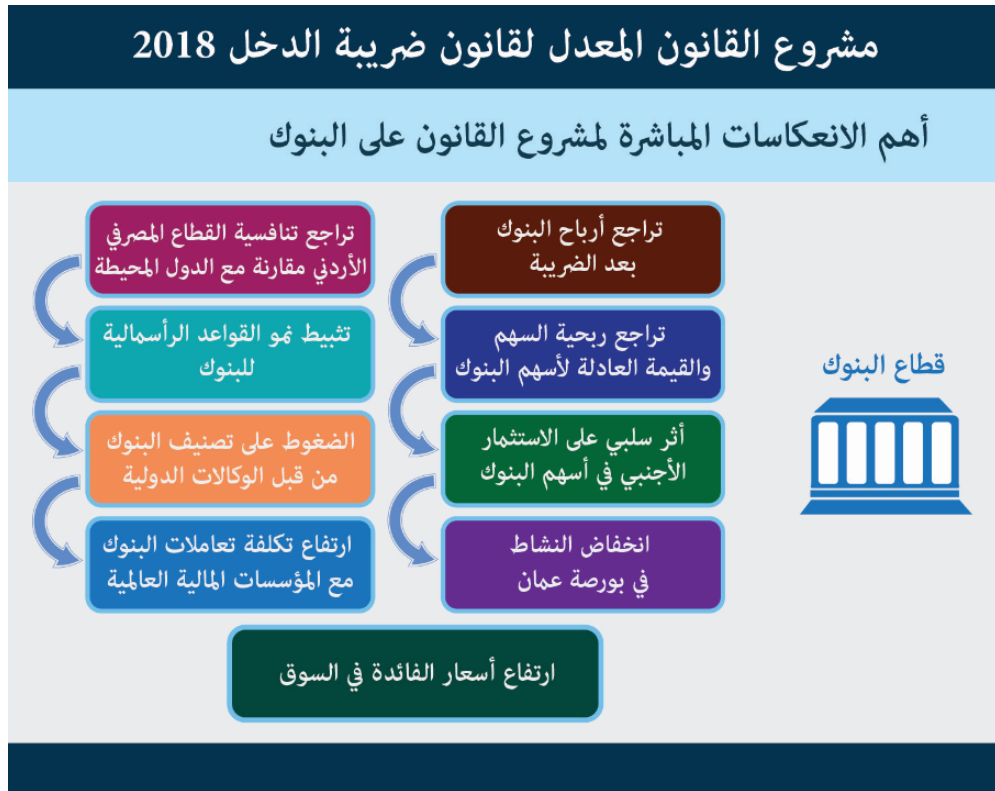 مشروع القانون المعدل لقانون ضريبة الدخل 2018
أهم الانعكاسات المباشرة لمشروع القانون على البنوك
قطاع البنوك
تراجع أرباح البنوك
بعد الضريبة
تراجع ربحية السهم
والقيمة العادلة لأسهم البنوك
أثر سلبي على الاستثمار
الأجنبي في أسهم البنوك
انخفاض النشاط
في بورصة عمان
تراجع تنافسية القطاع المصرفي
الأردني مقارنة مع الدول المحيطة
تثبيط نمو القواعد الرأسمالية
للبنوك
الضغوط على تصنيف البنوك
من قبل الوكالات الدولية
ارتفاع تكلفة تعاملات البنوك
مع المؤسسات المالية العالمية
ارتفاع أسعار الفائدة في السوق